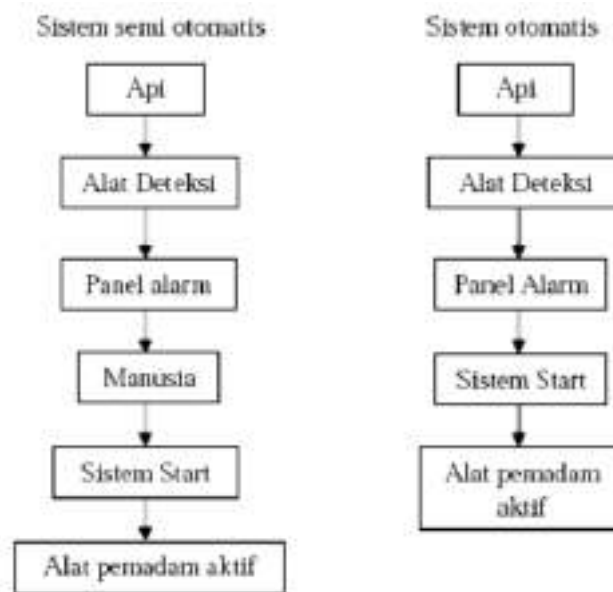 Sistem semi otomatis
Api
Alat Deteksi
Panel alarm
Manusia
Sistem Start
Alat pemadam aktif
Sistem otomatis
Api
Alat Deteksi
Panel Alarm
Sistem Start
Alat pemadam
aktif